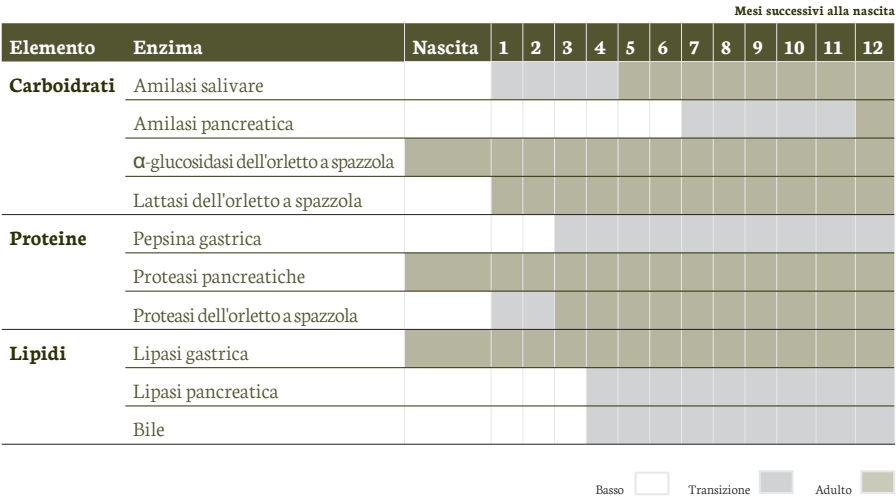 Mesi successivi alla nascita
Elemento Enzima Nascita 1 2 3 4 5 6 7 8 9 10 11 12
Carboidrati Amilasi salivare
Amilasi pancreatica
α-glucosidasi dell'orletto a spazzola
Lattasi dell'orletto a spazzola
Proteine Pepsina gastrica
Proteasi pancreatiche
Proteasi dell'orletto a spazzola
Lipidi Lipasi gastrica
Lipasi pancreatica
Bile
Basso Transizione Adulto